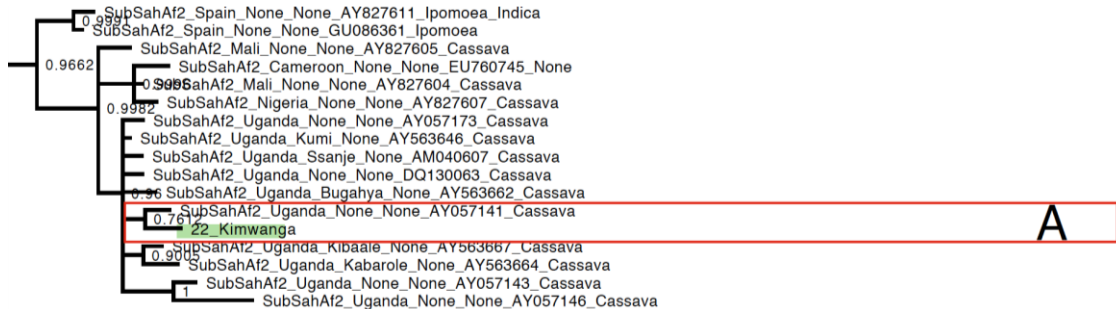 SubSahAf2_Spain_None_None_AY827611_Ipomoea_Indica
0.9991
SubSahAf2_Spain_None_None_GU086361_Ipomoea
SubSahAf2_Mali_None_None_AY827605_Cassava
0.9662
SubSahAf2_Cameroon_None_None_EU760745_None
SubSahAf2_Mali_None_None_AY827604_Cassava
SubSahAf2_Nigeria_None_None_AY827607_Cassava
0.9982
SubSahAf2_Uganda_None_None_AY057173_Cassava
SubSahAf2_Uganda_Kumi_None_AY563646_Cassava
SubSahAf2_Uganda_Ssanje_None_AM040607_Cassava
SubSahAf2_Uganda_None_None_DQ130063_Cassava
0.96
SubSahAf2_Uganda_Bugahya_None_AY563662_Cassava
SubSahAf2_Uganda_None_None_AY057141_Cassava
0.7612
A
22_Kimwanga
SubSahAf2_Uganda_Kibaale_None_AY563667_Cassava
0.9005
SubSahAf2_Uganda_Kabarole_None_AY563664_Cassava
SubSahAf2_Uganda_None_None_AY057143_Cassava
1
SubSahAf2_Uganda_None_None_AY057146_Cassava